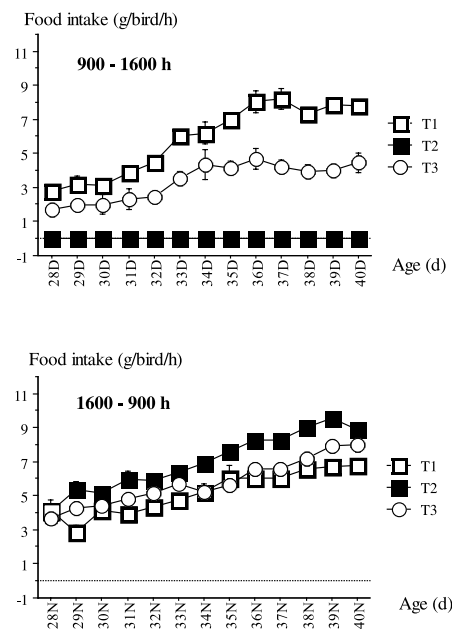 Food intake (g/bird/h)
900 - 1600 h
11
9
7
5
3
1
-1
T1
T2
T3
28D 29D 30D 31D 32D 33D 34D 35D 36D 37D 38D 39D 40D
Age (d)
Food intake (g/bird/h)
1600 - 900 h
11
9
7
5
3
1
-1
T1
T2
T3
28N 29N 30N 31N 32N 33N 34N 35N 36N 37N 38N 39N 40N
Age (d)